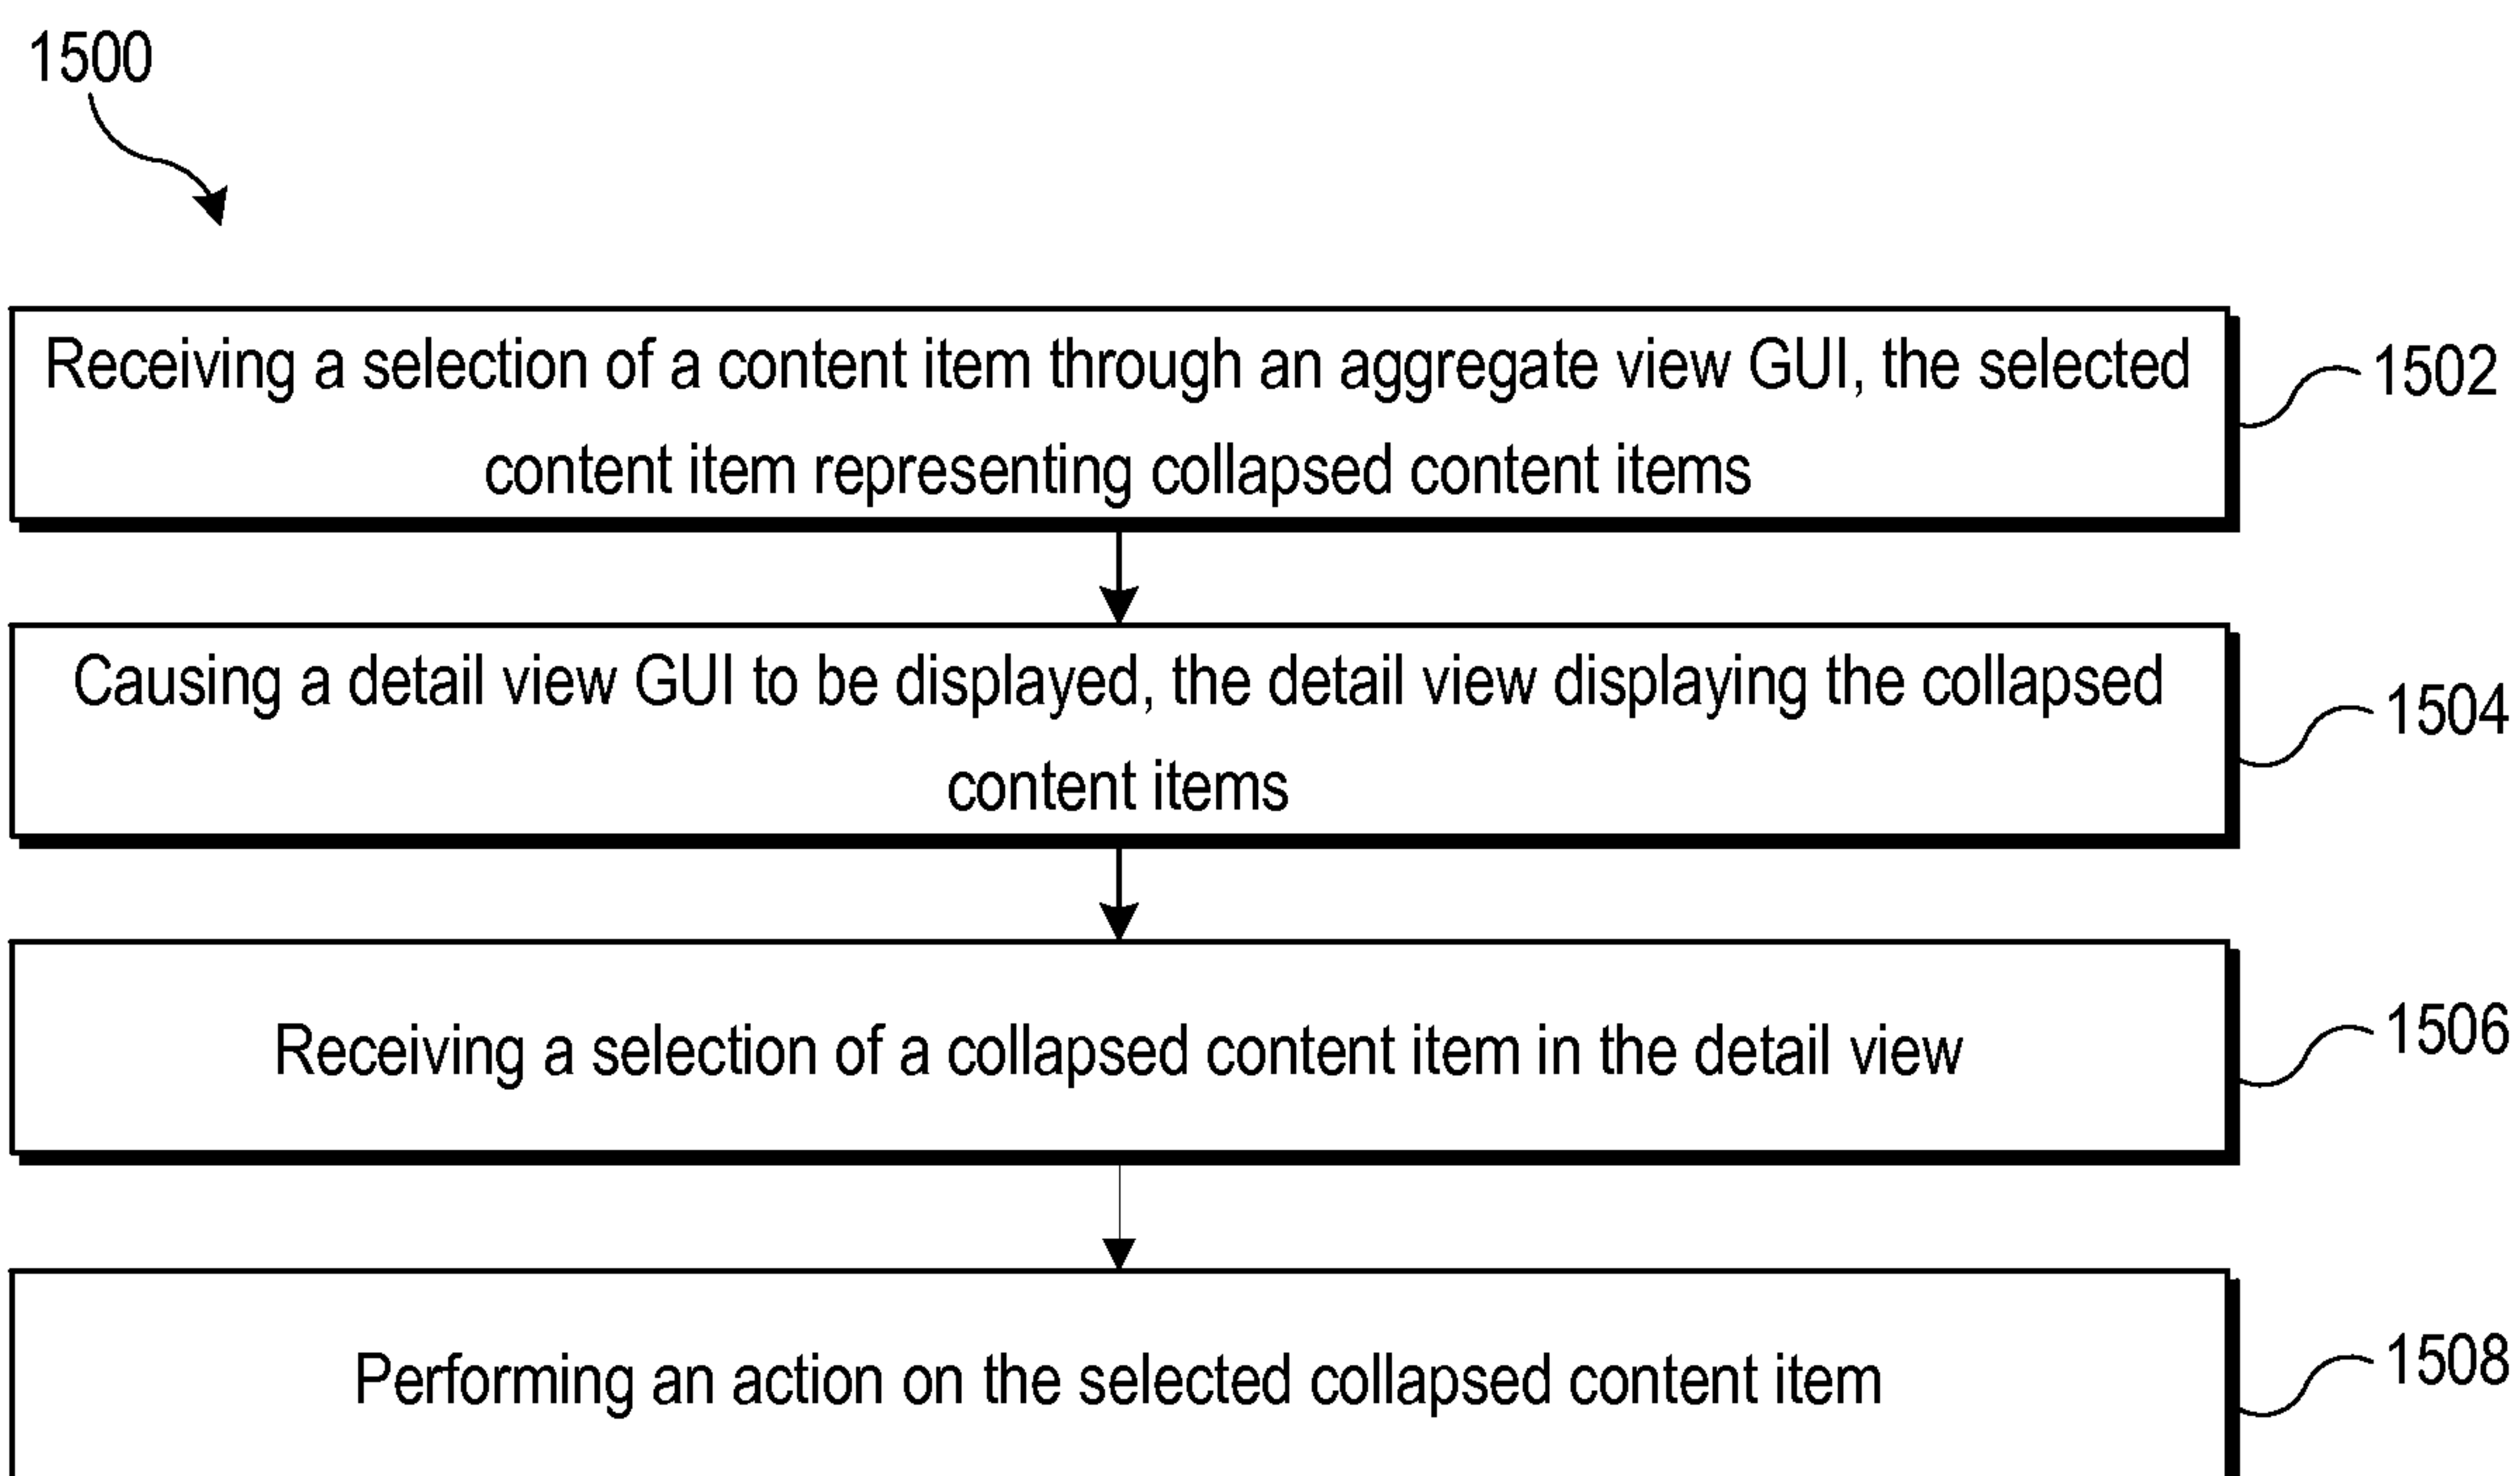 1500
Receiving a selection of a content item through an aggregate view GUI, the selected
content item representing collapsed content items
1502
Causing a detail view GUI to be displayed, the detail view displaying the collapsed
content items
1504
Receiving a selection of a collapsed content item in the detail view
1506
Performing an action on the selected collapsed content item
1508